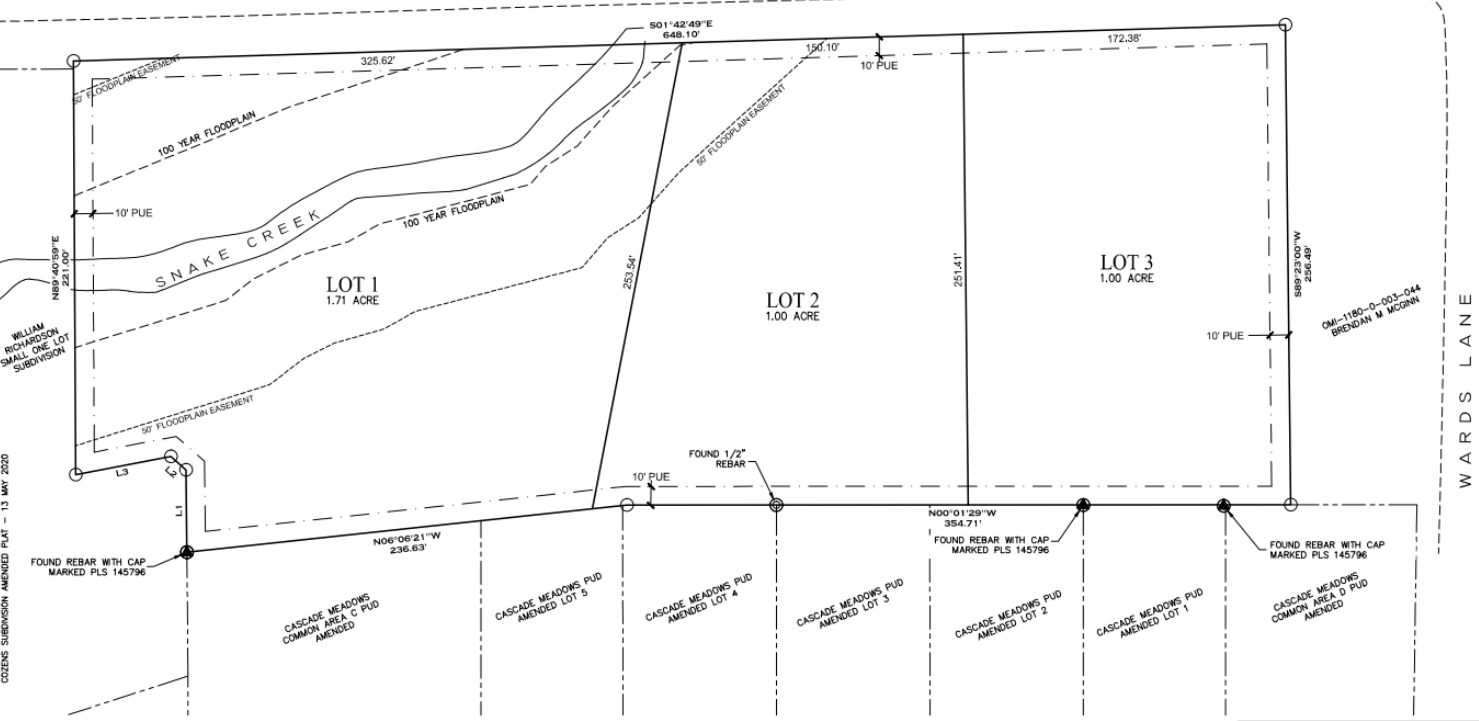 S01°42'49"E
648.10'
325.62'
150.10'
172.38'
10' PUE
50' FLOODPLAIN EASEMENT
100 YEAR FLOODPLAIN
50' FLOODPLAIN EASEMENT
10' PUE
100 YEAR FLOODPLAIN
SNAKE CREEK
N89°40'59"E
221.00'
LOT 1
1.71 ACRE
253.54'
LOT 2
1.00 ACRE
251.41'
LOT 3
1.00 ACRE
S89°23'00"W
256.49'
10' PUE
OMI-1180-0-003-044
BRENDAN M MCGINN
WARDS LANE
WILLIAM
RICHARDSON
SMALL ONE LOT
SUBDIVISION
50' FLOODPLAIN EASEMENT
L3
L2
L1
FOUND 1/2"
REBAR
10' PUE
N06°06'21"W
236.63'
N00°01'29"W
354.71'
FOUND REBAR WITH CAP
MARKED PLS 145796
FOUND REBAR WITH CAP
MARKED PLS 145796
FOUND REBAR WITH CAP
MARKED PLS 145796
CASCADE MEADOWS
COMMON AREA C PUD
AMENDED
CASCADE MEADOWS PUD
AMENDED LOT 5
CASCADE MEADOWS PUD
AMENDED LOT 4
CASCADE MEADOWS PUD
AMENDED LOT 3
CASCADE MEADOWS PUD
AMENDED LOT 2
CASCADE MEADOWS PUD
AMENDED LOT 1
CASCADE MEADOWS
COMMON AREA D PUD
AMENDED
COZENS SUBDIVISION AMENDED PLAT - 13 MAY 2020